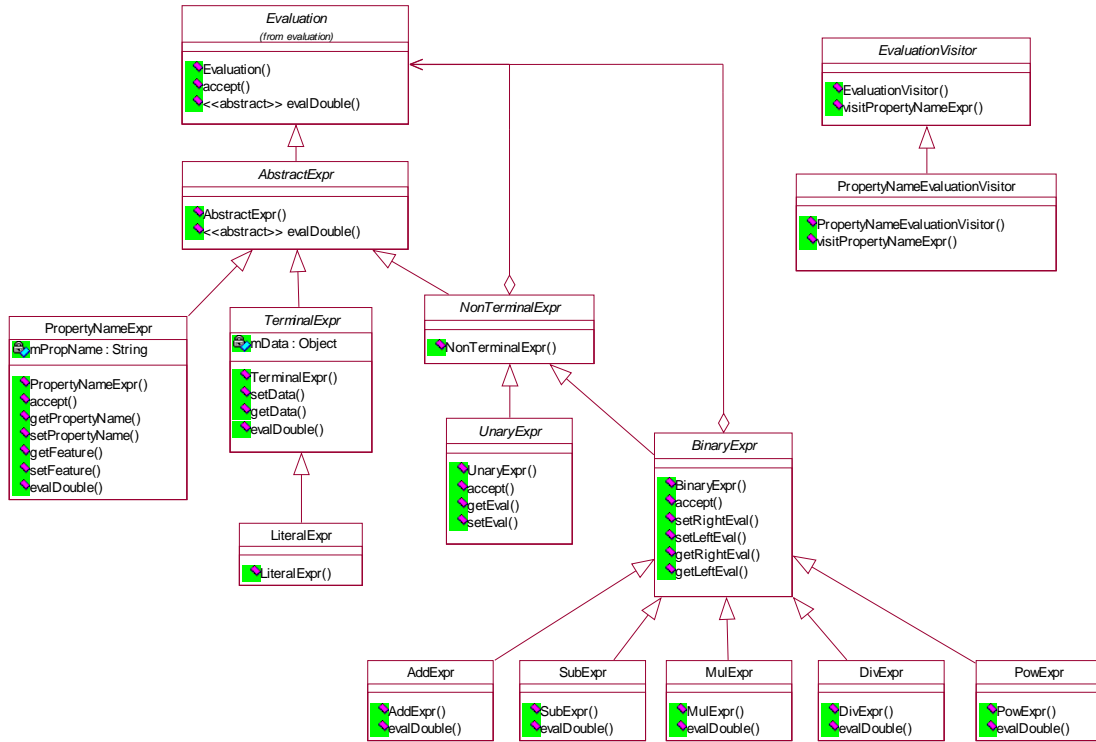 Evaluation
(from evaluation)
Evaluation()
accept()
<<abstract>> evalDouble()
EvaluationVisitor
EvaluationVisitor()
visitPropertyNameExpr()
AbstractExpr
AbstractExpr()
<<abstract>> evalDouble()
PropertyNameEvaluationVisitor
PropertyNameEvaluationVisitor()
visitPropertyNameExpr()
PropertyNameExpr
mPropName : String
PropertyNameExpr()
accept()
getPropertyName()
setPropertyName()
getFeature()
setFeature()
evalDouble()
TerminalExpr
mData : Object
TerminalExpr()
setData()
getData()
evalDouble()
NonTerminalExpr
NonTerminalExpr()
UnaryExpr
UnaryExpr()
accept()
getEval()
setEval()
BinaryExpr
BinaryExpr()
accept()
setRightEval()
setLeftEval()
getRightEval()
getLeftEval()
LiteralExpr
LiteralExpr()
AddExpr
AddExpr()
evalDouble()
SubExpr
SubExpr()
evalDouble()
MulExpr
MulExpr()
evalDouble()
DivExpr
DivExpr()
evalDouble()
PowExpr
PowExpr()
evalDouble()